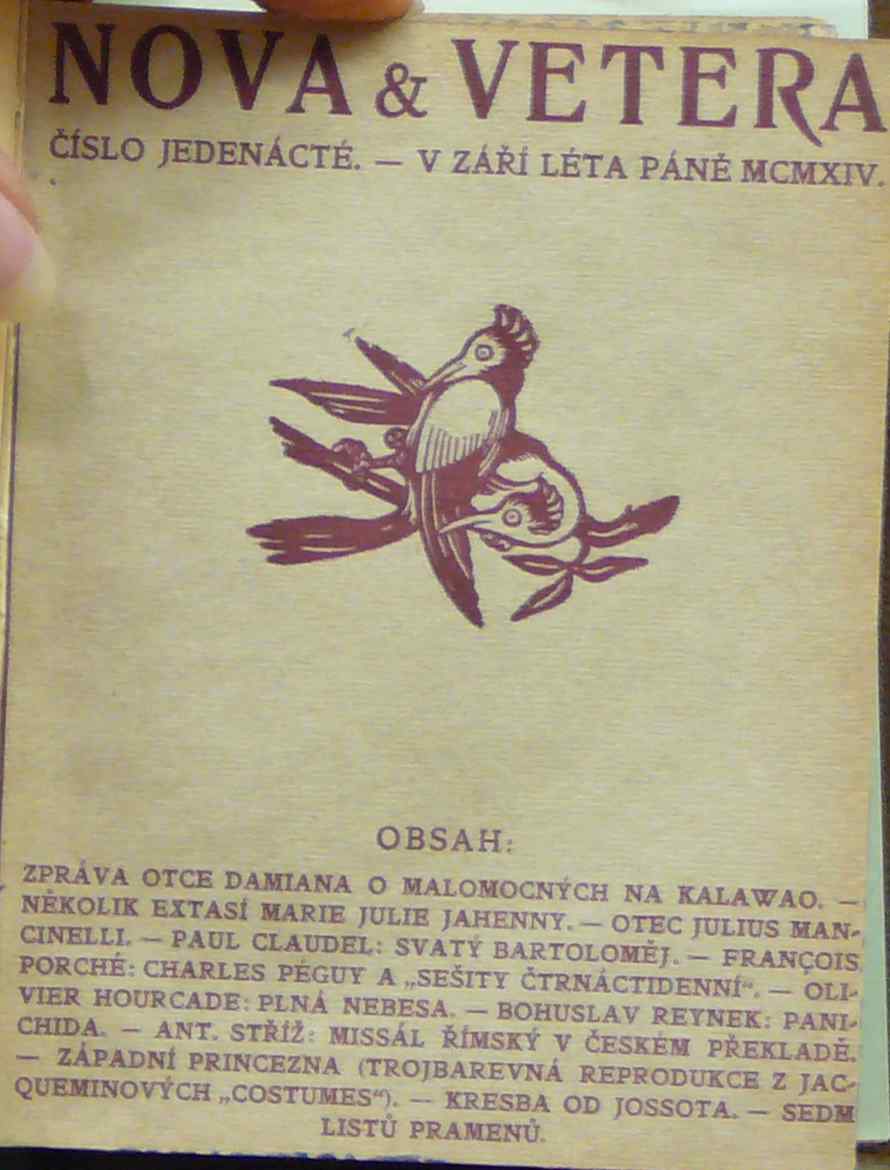 NOVA & VETERA
ČÍSLO JEDENÁCTÉ. — V ZÁŘÍ LÉTA PÁNĚ MCMXIV.
OBSAH:
ZPRÁVA OTCE DAMIANA O MALOMOCNÝCH NA KALAWAO. —
NĚKOLIK EXTASÍ MARIE JULIE JAHENNY. — OTEC JULIUS MAN-
CINELLI. — PAUL CLAUDEL: SVATÝ BARTOLOMĚJ. — FRANÇOIS
PORCHÉ: CHARLES PÉGUY A „SEŠITY ČTRNÁCTIDENNÍ“. — OLI-
VIER HOURCADE: PLNÁ NEBESA. — BOHUSLAV REYNEK: PANI-
CHIDA. — ANT. STŘÍŽ: MISSÁL ŘÍMSKÝ V ČESKÉM PŘEKLADĚ.
— ZÁPADNÍ PRINCEZNA (TROJBAREVNÁ REPRODUKCE Z JAC-
QUEMINOVÝCH „COSTUMES“). — KRESBA OD JOSSOTA. — SEDM
LISTŮ PRAMENŮ.